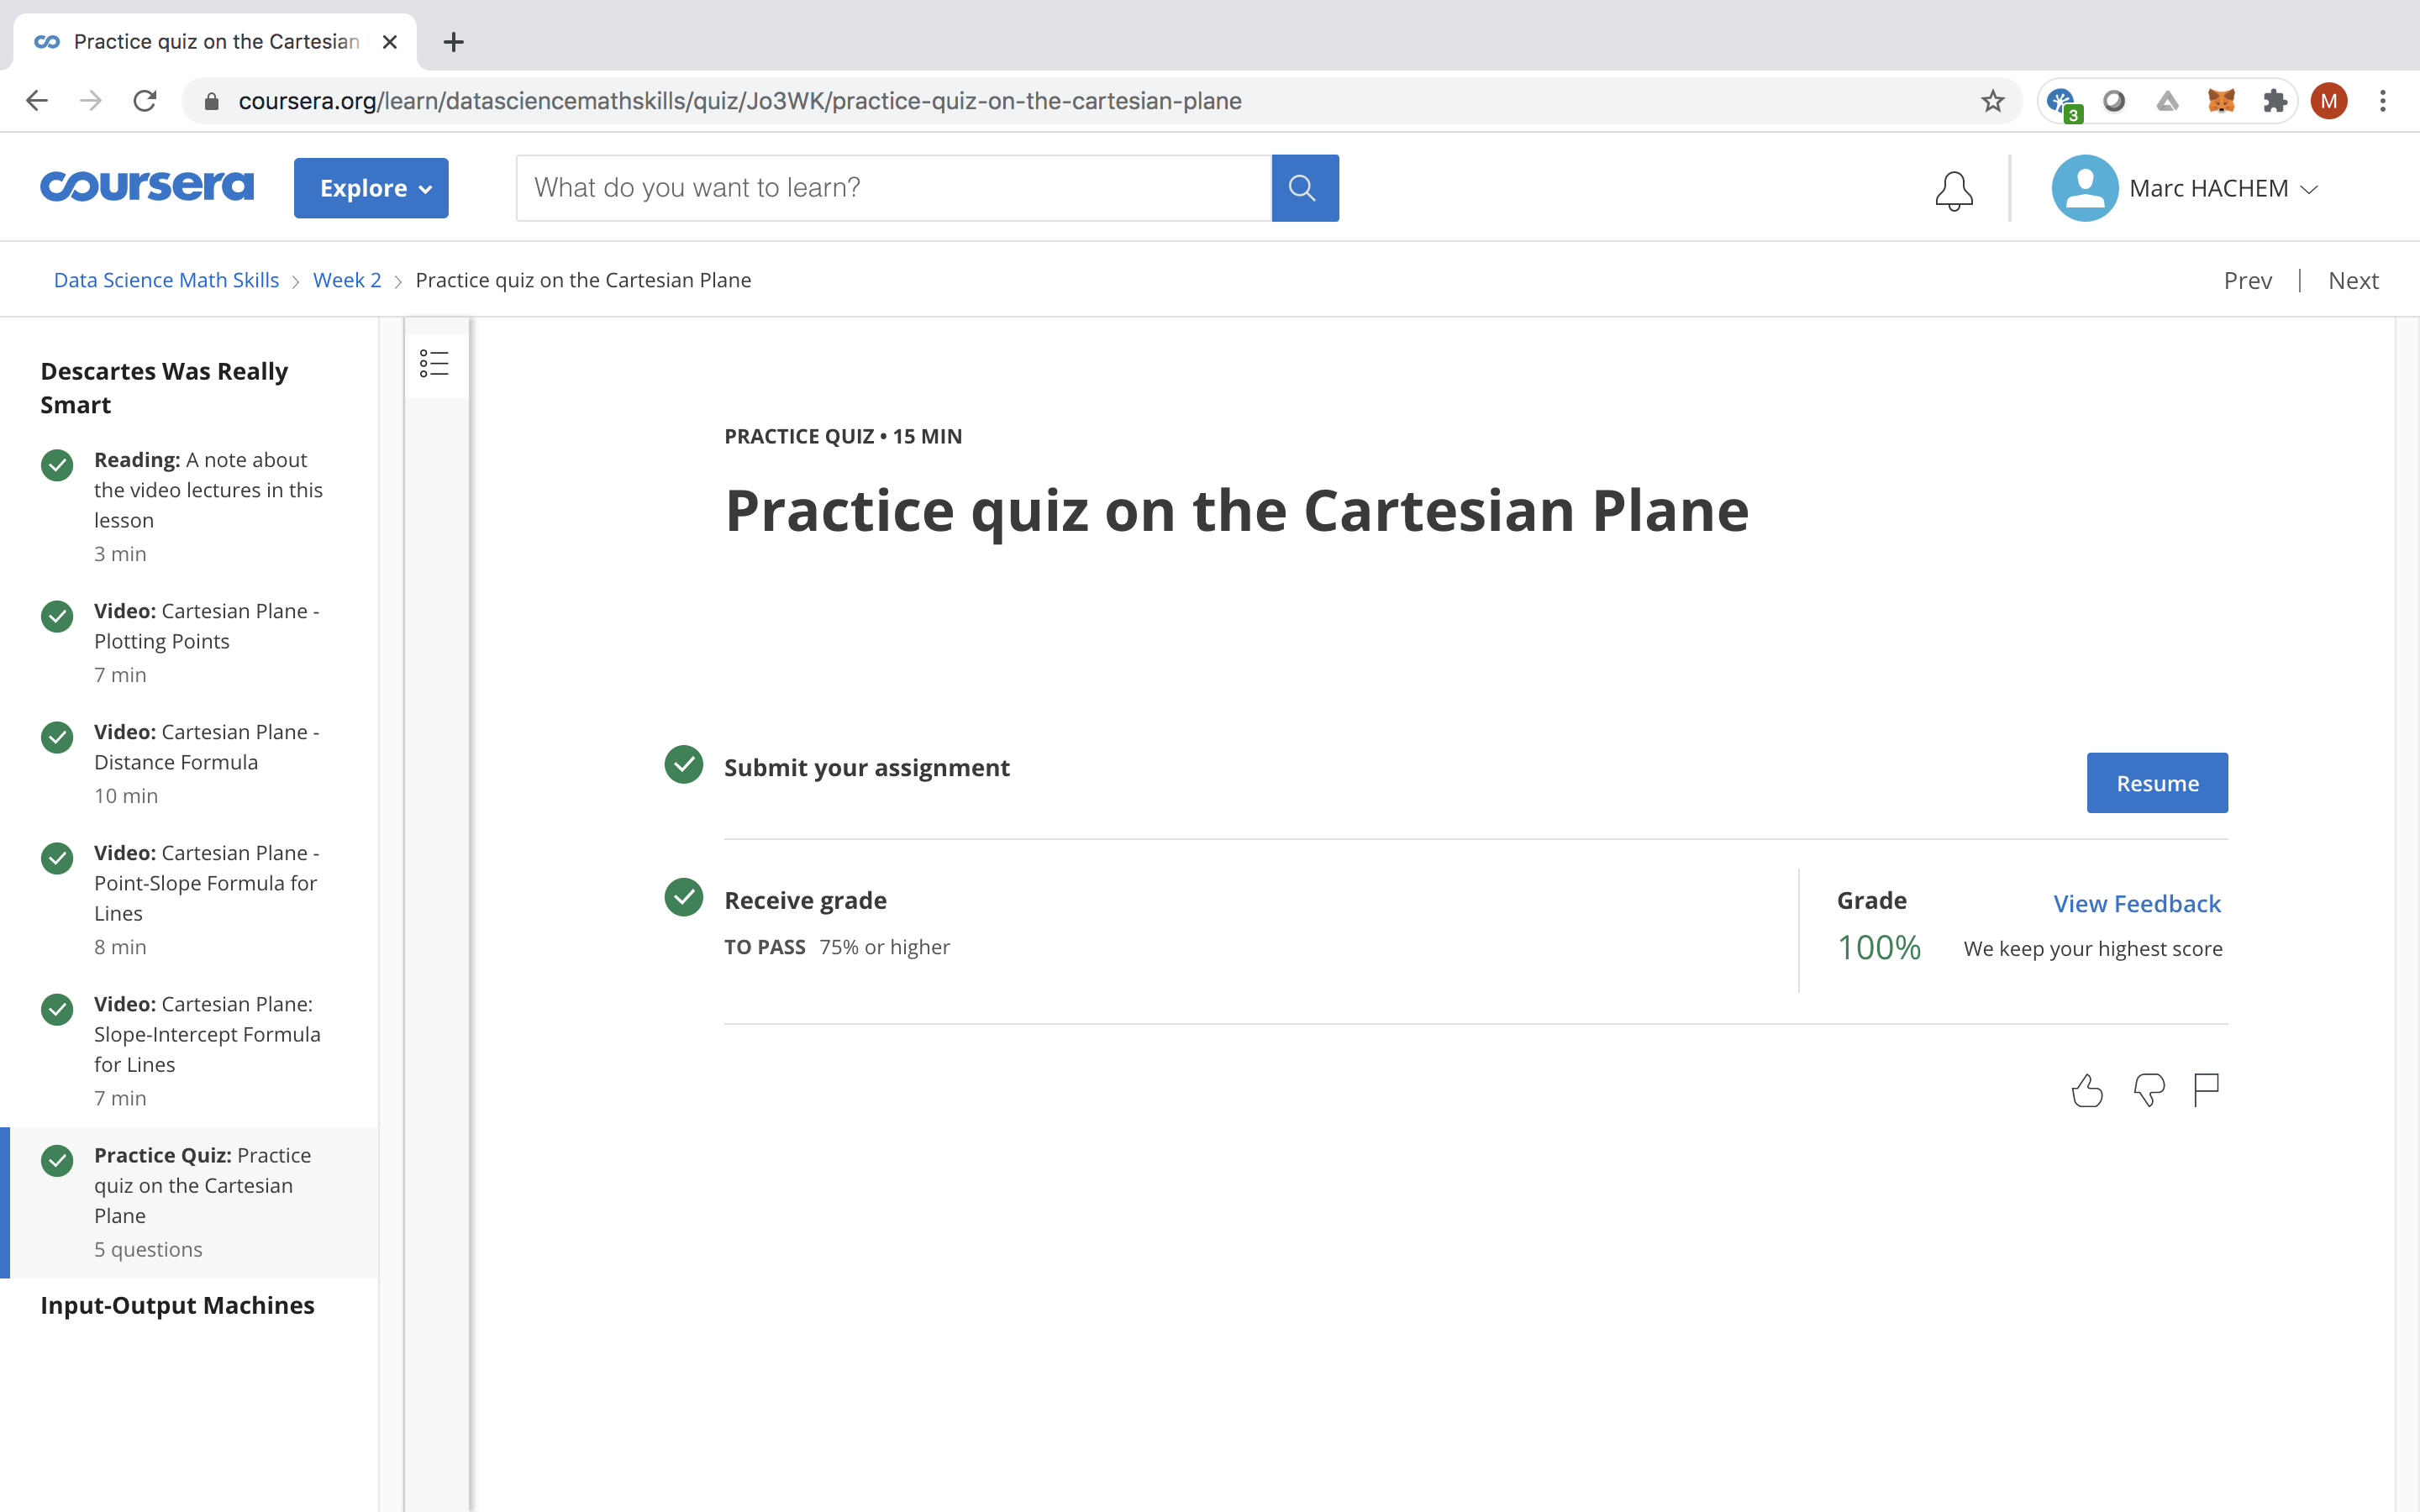 Practice quiz on the Cartesian
coursera.org/learn/datasciencemathskills/quiz/Jo3WK/practice-quiz-on-the-cartesian-plane
3
M
coursera
Explore
What do you want to learn?
Marc HACHEM
Data Science Math Skills
Week 2
Practice quiz on the Cartesian Plane
Prev | Next
Descartes Was Really
Smart
Reading: A note about
the video lectures in this
lesson
3 min
Video: Cartesian Plane -
Plotting Points
7 min
Video: Cartesian Plane -
Distance Formula
10 min
Video: Cartesian Plane -
Point-Slope Formula for
Lines
8 min
Video: Cartesian Plane:
Slope-Intercept Formula
for Lines
7 min
Practice Quiz: Practice
quiz on the Cartesian
Plane
5 questions
Input-Output Machines
PRACTICE QUIZ • 15 MIN
Practice quiz on the Cartesian Plane
Submit your assignment
Resume
Receive grade
TO PASS 75% or higher
Grade
100%
View Feedback
We keep your highest score